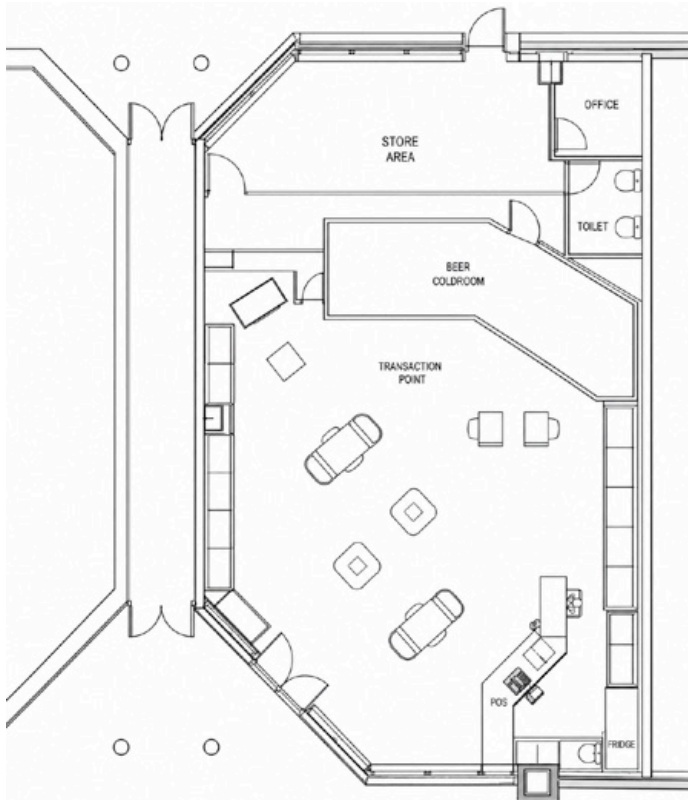 OFFICE
STORE
AREA
TOILET
BEER
COLDROOM
TRANSACTION
POINT
POS
FRIDGE